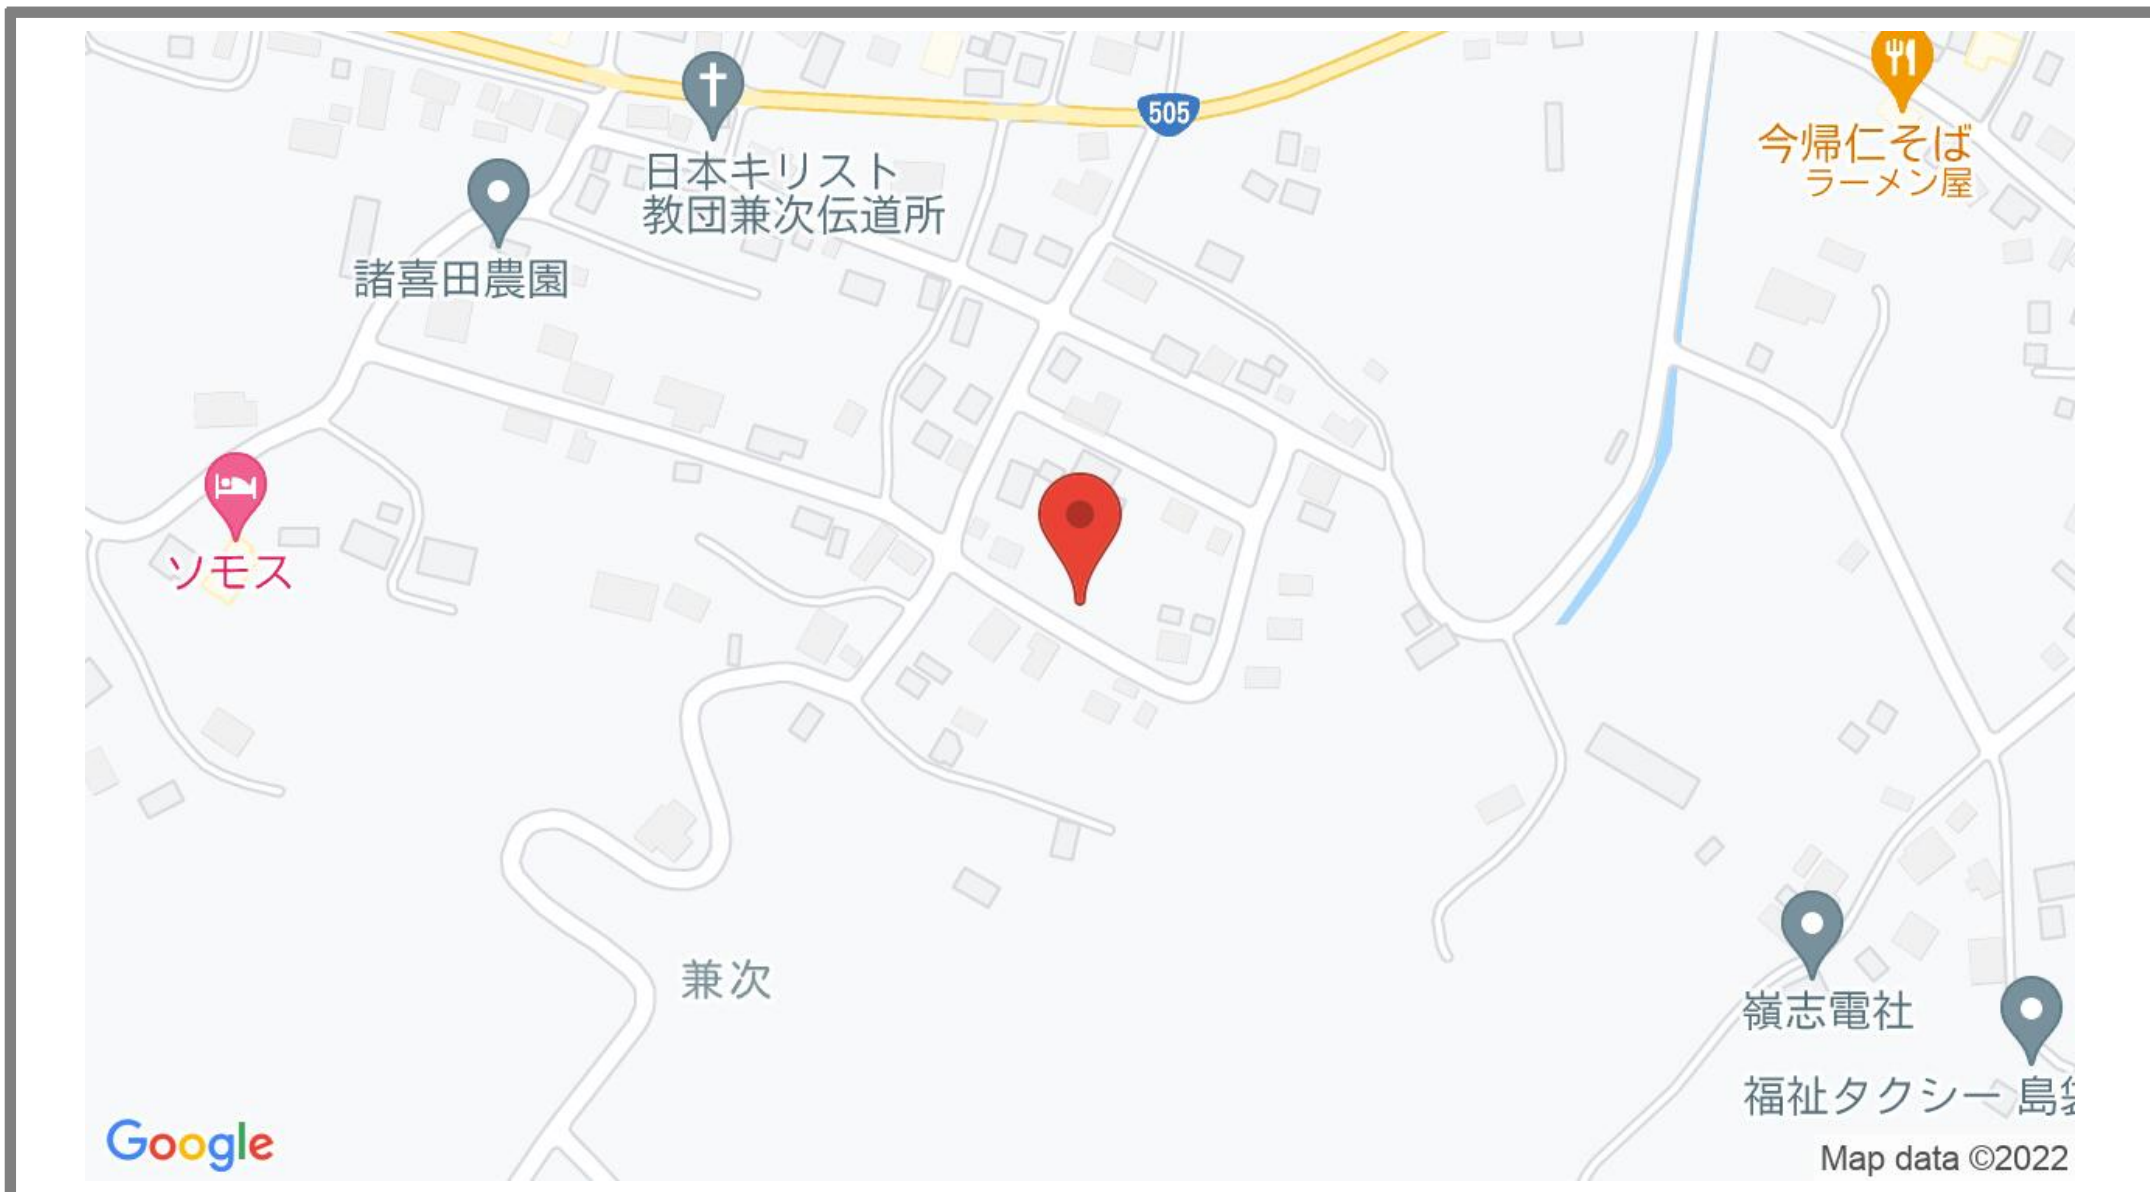 505
今帰仁そば
ラーメン屋
日本キリスト
教団兼次伝道所
諸喜田農園
ソモス
兼次
嶺志電社
福祉タクシー 島袋
Google
Map data ©2022